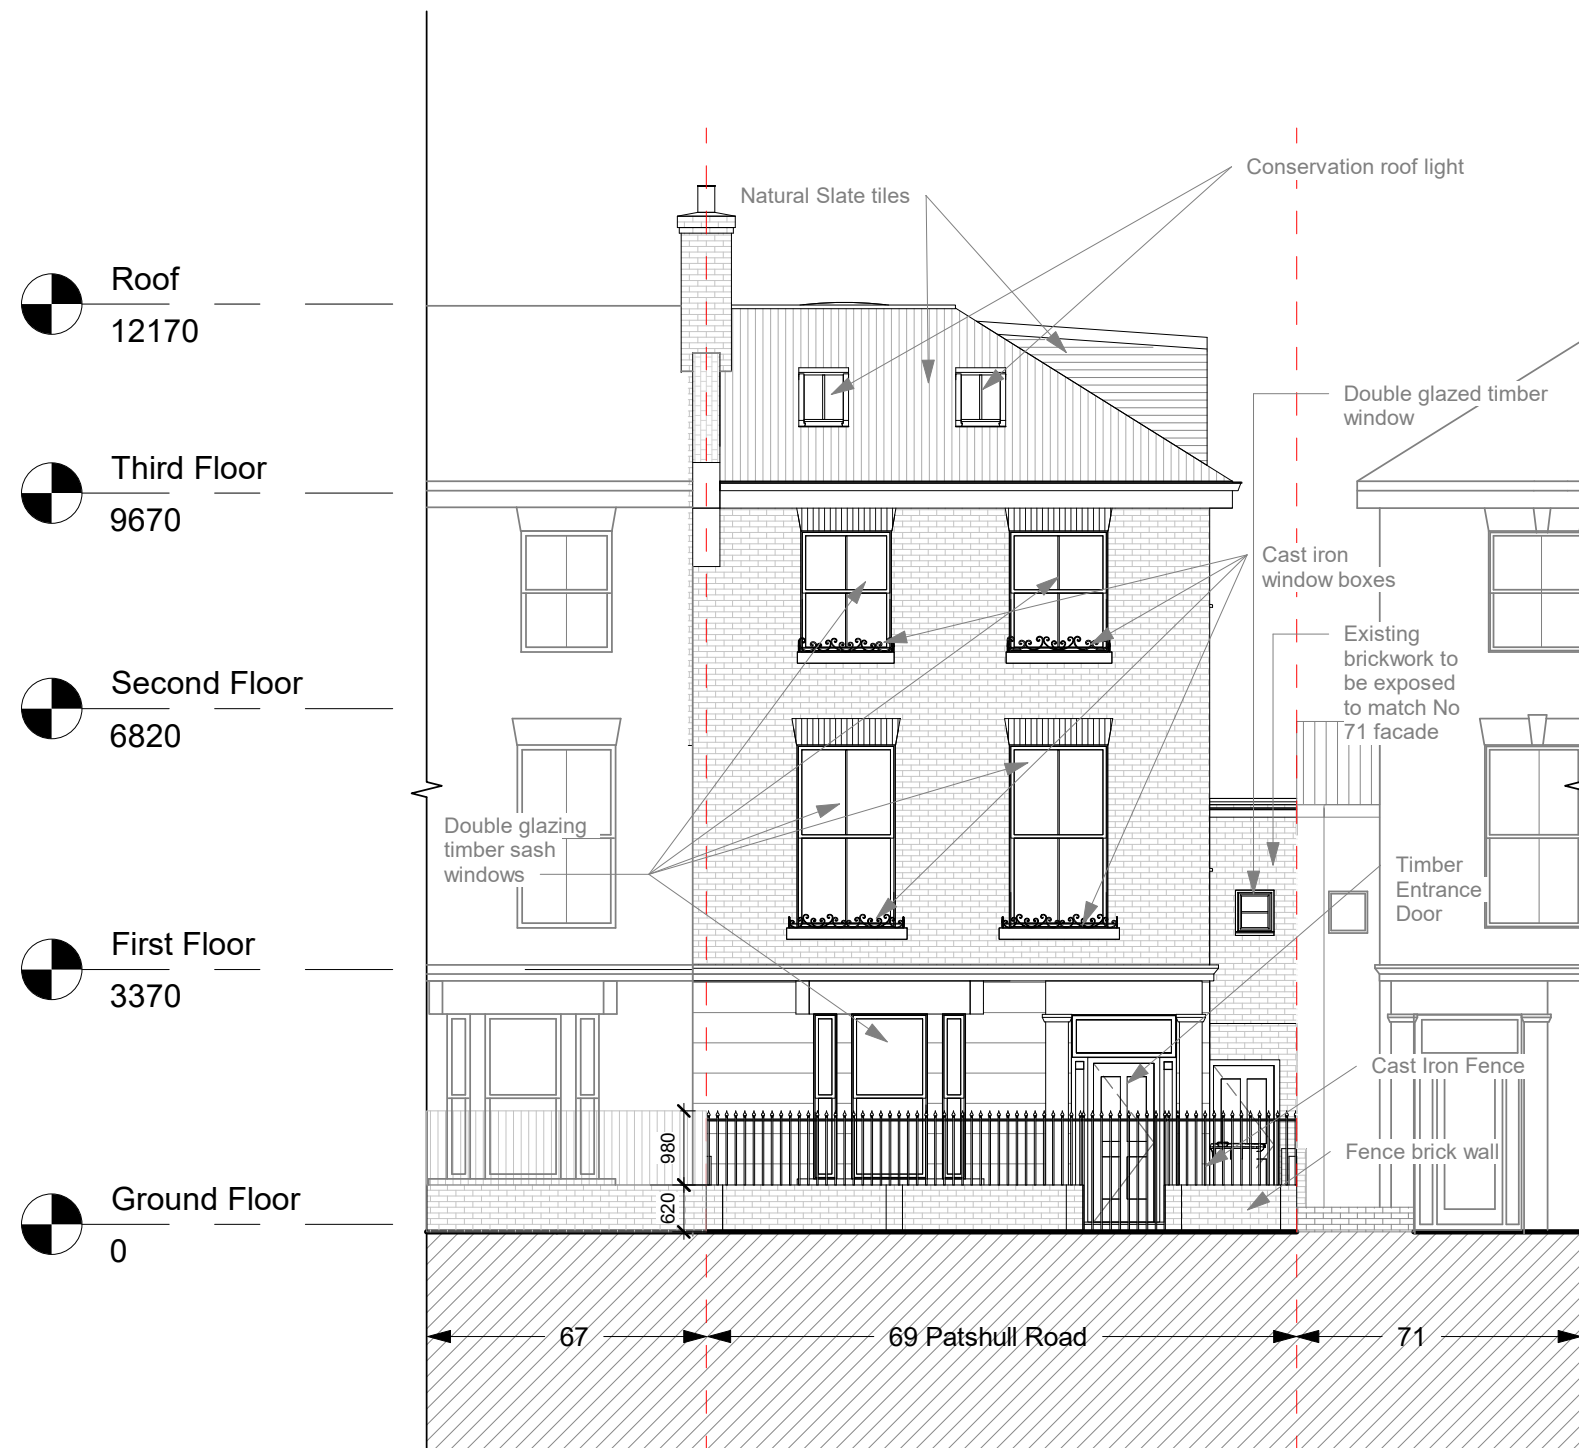 Conservation roof light
Natural Slate tiles
Roof
12170
Double glazed timber
window
Third Floor
9670
Cast iron
window boxes
Existing
brickwork to
be exposed
to match No
71 facade
Second Floor
6820
Double glazing
timber sash
windows
Timber
Entrance
Door
First Floor
3370
Cast Iron Fence
980
Fence brick wall
620
Ground Floor
0
67
69 Patshull Road
71